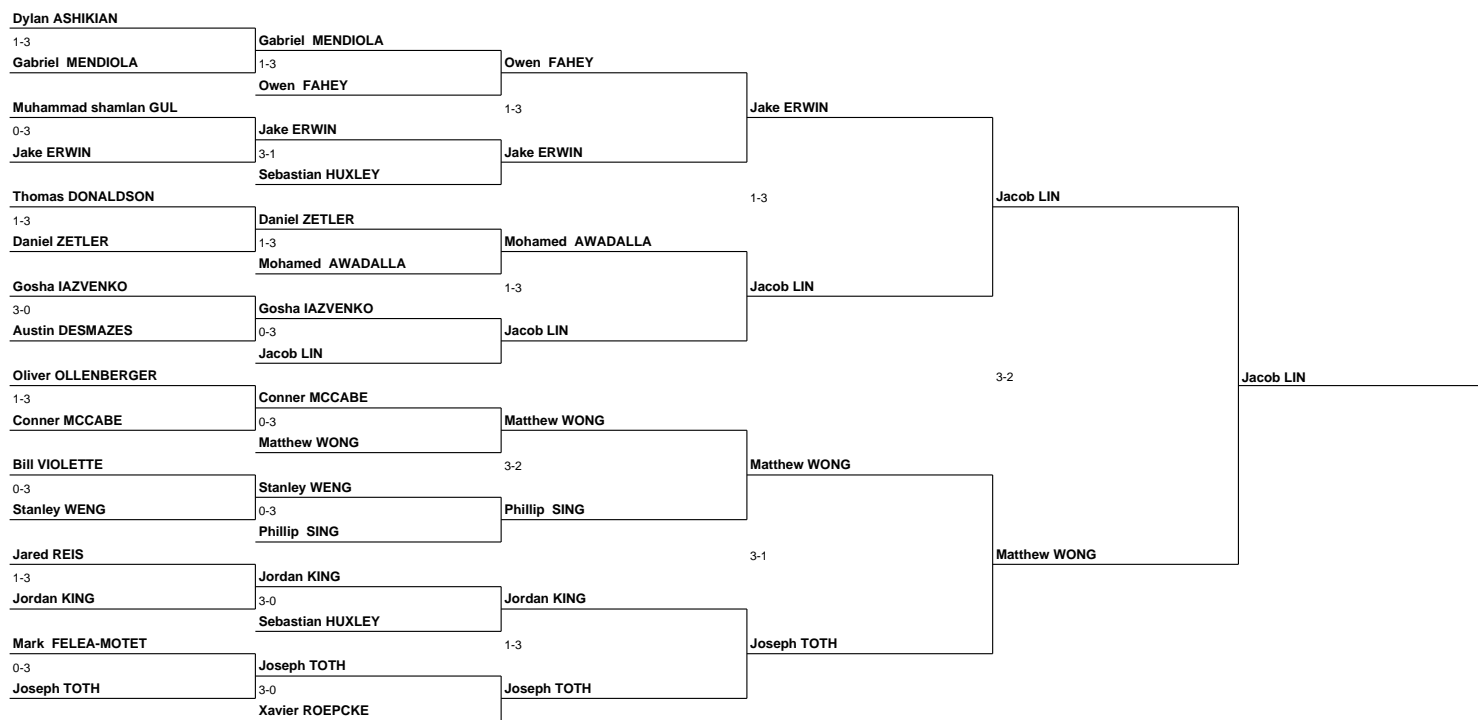 Dylan ASHIKIAN
1-3
Gabriel  MENDIOLA
Muhammad shamlan GUL
0-3
Jake ERWIN
Thomas DONALDSON
1-3
Daniel ZETLER
Gosha IAZVENKO
3-0
Austin DESMAZES
Oliver OLLENBERGER
1-3
Conner MCCABE
Bill VIOLETTE
0-3
Stanley WENG
Jared REIS
1-3
Jordan KING
Mark  FELEA-MOTET
0-3
Joseph TOTH
Gabriel  MENDIOLA
1-3
Owen  FAHEY
Jake ERWIN
3-1
Sebastian HUXLEY
Daniel ZETLER
1-3
Mohamed  AWADALLA
Gosha IAZVENKO
0-3
Jacob LIN
Conner MCCABE
0-3
Matthew WONG
Stanley WENG
0-3
Phillip  SING
Jordan KING
3-0
Sebastian HUXLEY
Joseph TOTH
3-0
Xavier ROEPCKE
Owen  FAHEY
1-3
Jake ERWIN
Mohamed  AWADALLA
1-3
Jacob LIN
Matthew WONG
3-2
Phillip  SING
Jordan KING
1-3
Joseph TOTH
Jake ERWIN
1-3
Jacob LIN
Matthew WONG
3-1
Joseph TOTH
Jacob LIN
3-2
Matthew WONG
Jacob LIN